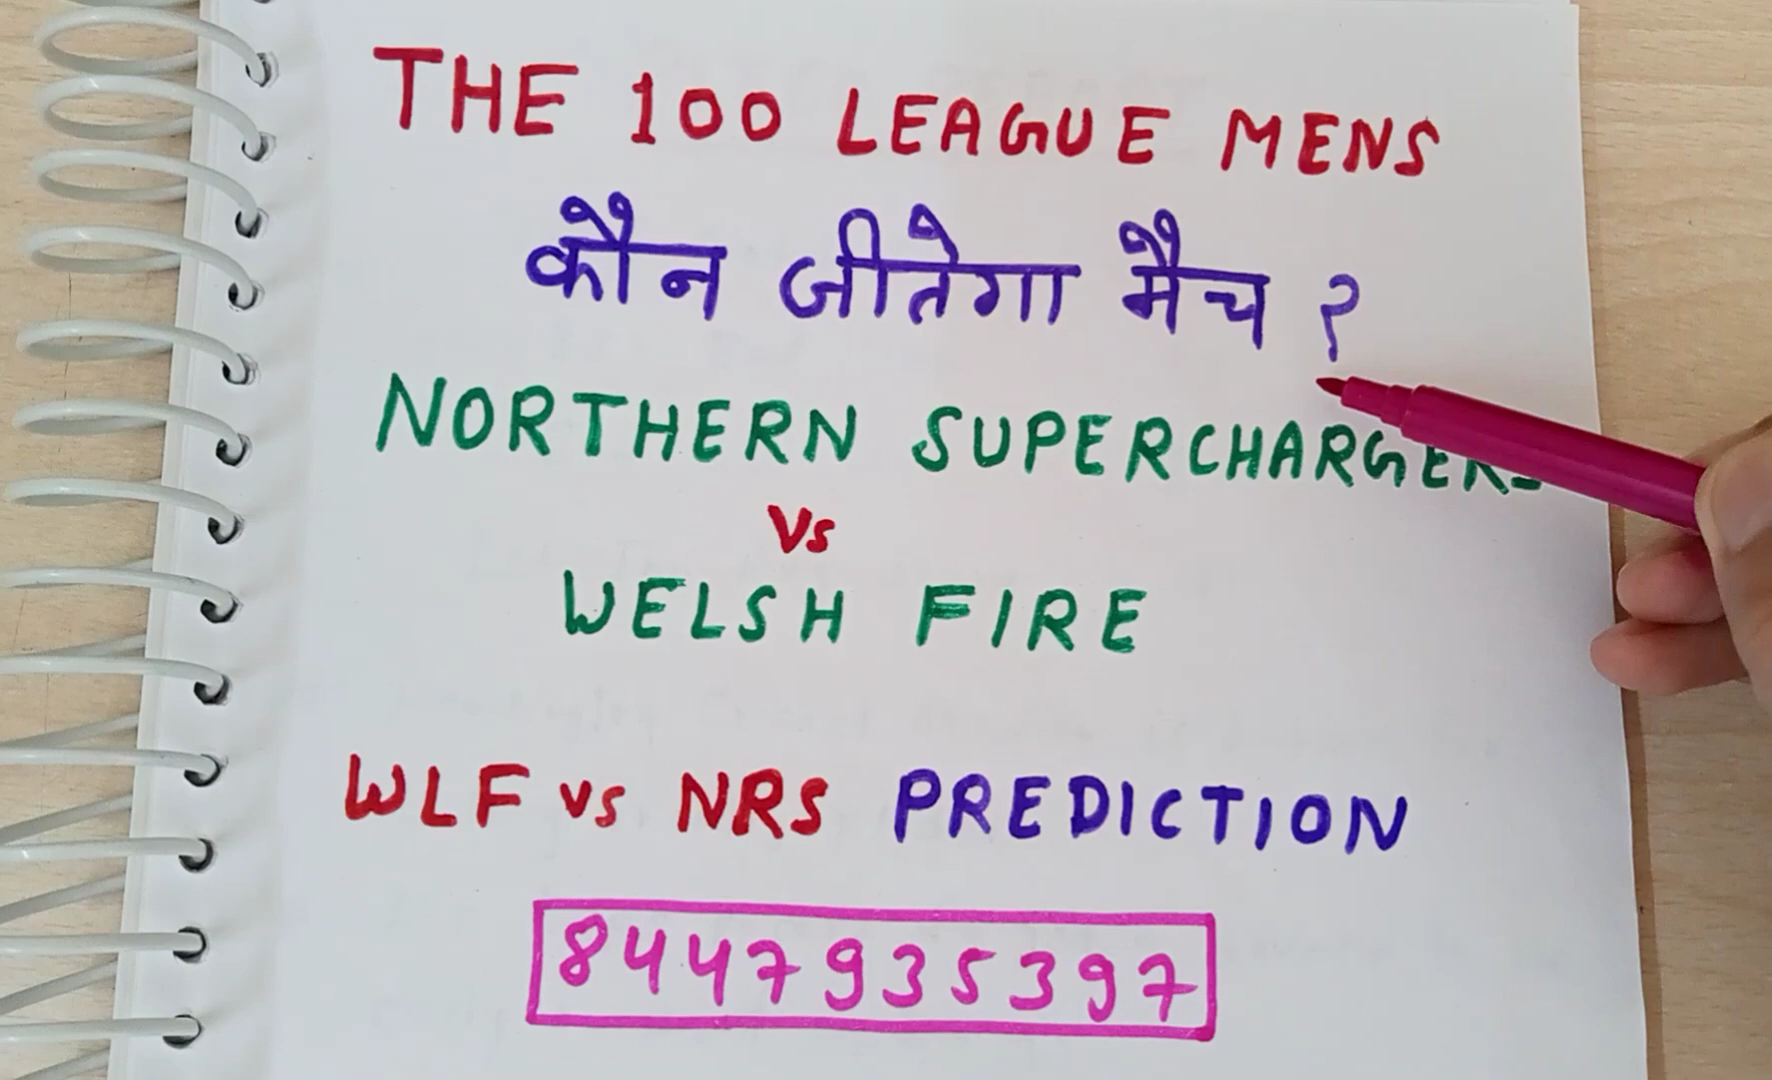 THE 100 LEAGUE MENS
कौन जीतेगा मैच ?
NORTHERN SUPERCHARGERS
Vs
WELSH FIRE
WLF vs NRS PREDICTION
8447935397